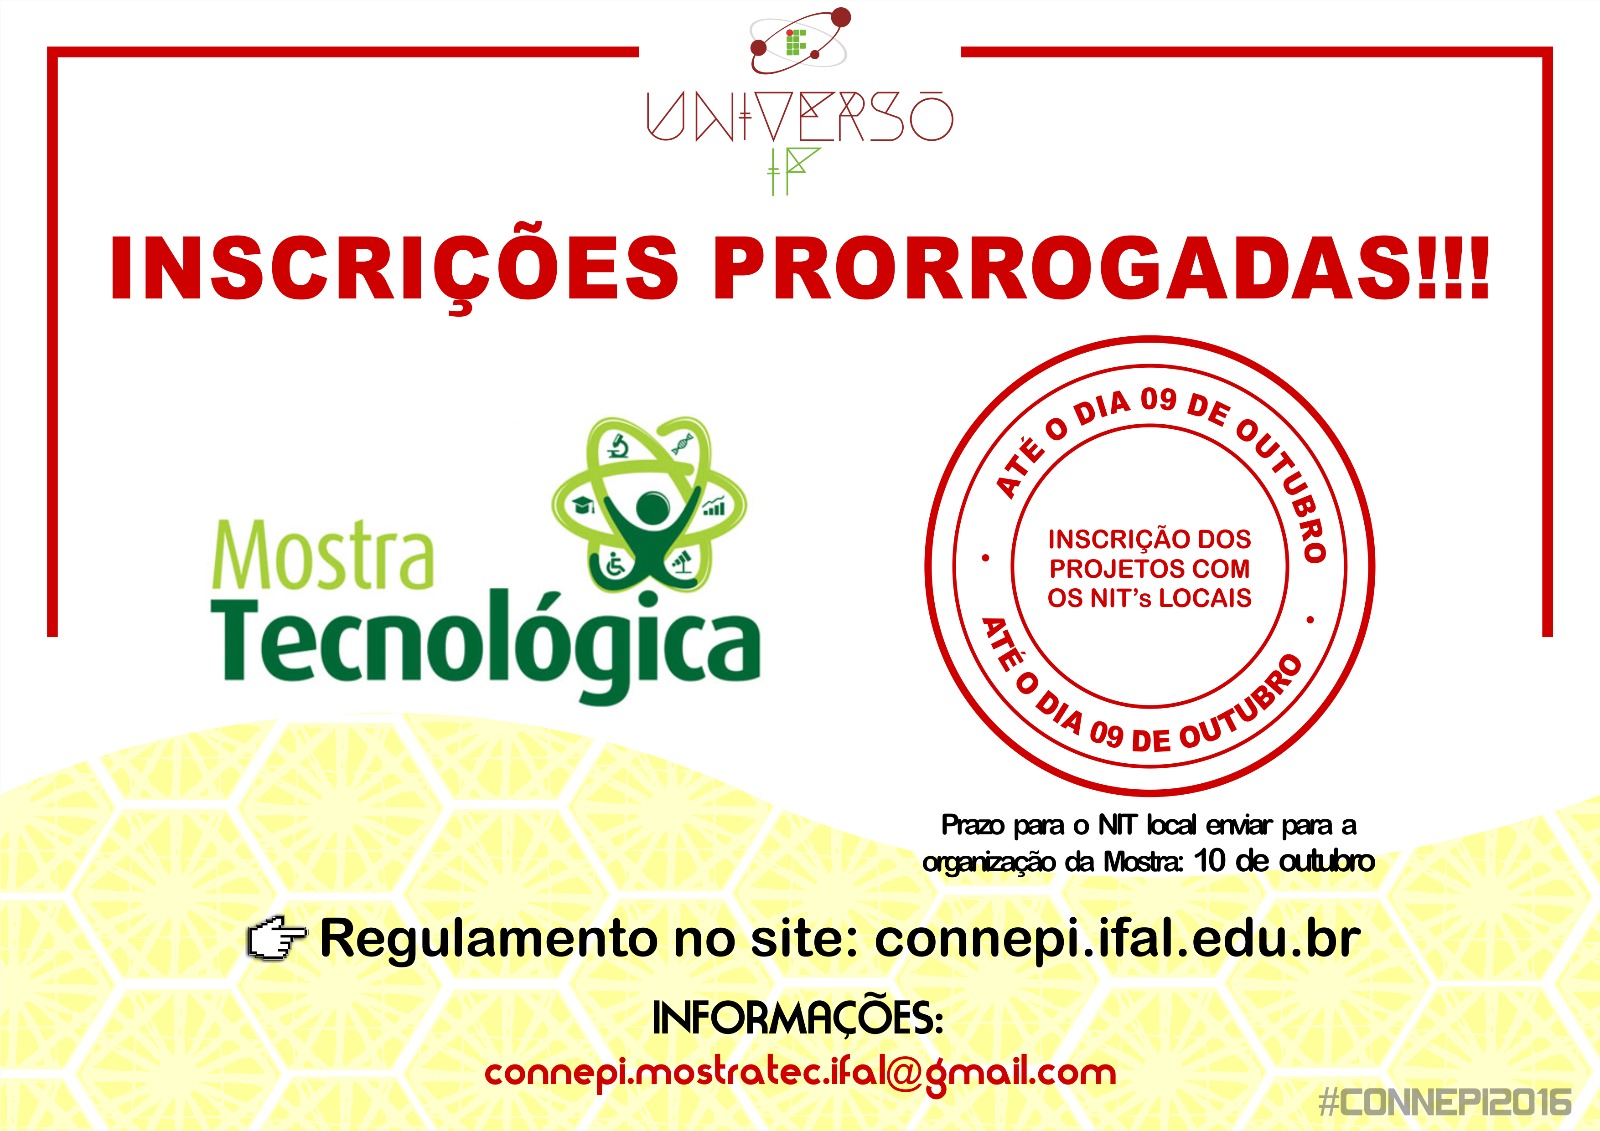 UNIVERSO
IF
INSCRIÇÕES PRORROGADAS!!!
Mostra
Tecnológica
ATÉ O DIA 09 DE OUTUBRO
INSCRIÇÃO DOS
PROJETOS COM
OS NIT's LOCAIS
ATÉ O DIA 09 DE OUTUBRO
Prazo para o NIT local enviar para a
organização da Mostra: 10 de outubro
Regulamento no site: connepi.ifal.edu.br
INFORMAÇÕES:
connepi.mostratec.ifal@gmail.com
#CONNEPI2016